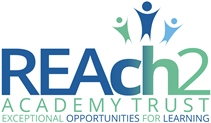 REAch2
ACADEMY TRUST
EXCEPTIONAL OPPORTUNITIES FOR LEARNING